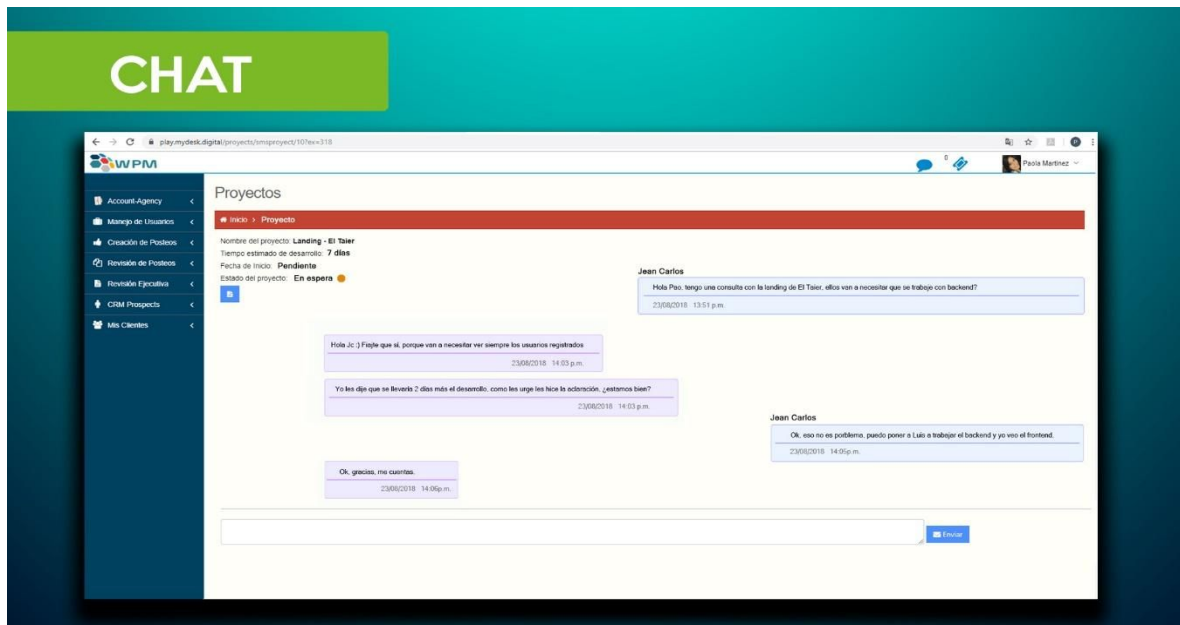 CHAT
play.mydesk.digital/proyects/smsproyect/10?ex=318
WPM
0
Paola Martinez
Account-Agency
Manejo de Usuarios
Creación de Posteos
Revisión de Posteos
Revisión Ejecutiva
CRM Prospects
Mis Clientes
Proyectos
Inicio > Proyecto
Nombre del proyecto: Landing - El Taier
Tiempo estimado de desarrollo: 7 días
Fecha de Inicio: Pendiente
Estado del proyecto: En espera
Jean Carlos
Hola Pao, tengo una consulta con la landing de El Taier, ellos van a necesitar que se trabaje con backend?
23/08/2018 13:51 p.m.
Hola Jc :) Fiajte que sí, porque van a necesitar ver siempre los usuarios registrados
23/08/2018 14:03 p.m.
Yo les dije que se llevaría 2 días más el desarrollo, como les urge les hice la aclaración, ¿estamos bien?
23/08/2018 14:03 p.m.
Jean Carlos
Ok, eso no es porblema, puedo poner a Luis a trabajar el backend y yo veo el frontend.
23/08/2018 14:05p.m.
Ok, gracias, me cuentas.
23/08/2018 14:06p.m.
Enviar